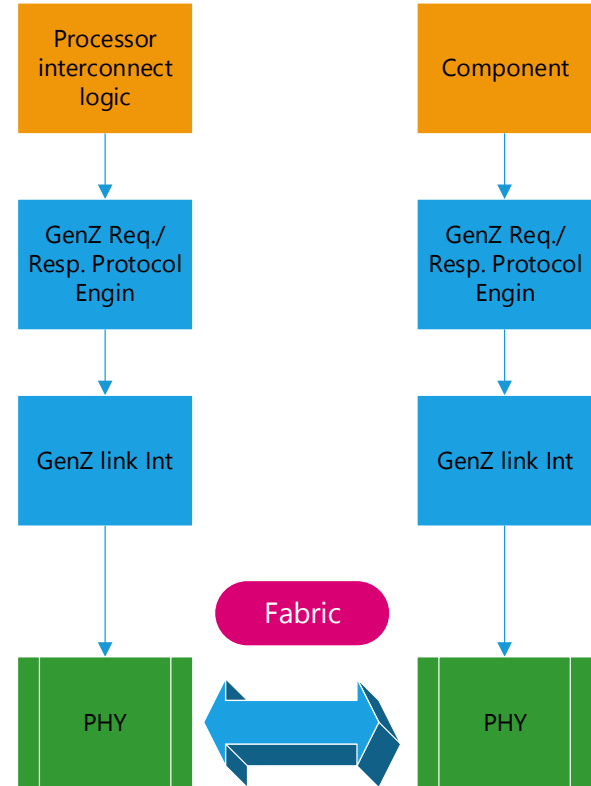 Processor
interconnect
logic
Component
GenZ Req./
Resp. Protocol
Engin
GenZ Req./
Resp. Protocol
Engin
GenZ link Int
GenZ link Int
Fabric
PHY
PHY